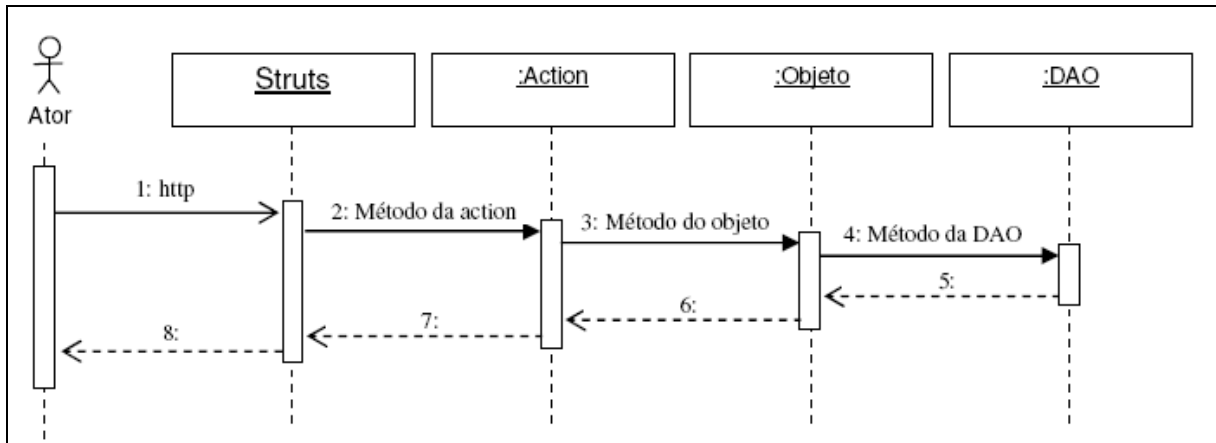 Ator
Struts
:Action
:Objeto
:DAO
1: http
2: Método da action
3: Método do objeto
4: Método da DAO
5:
6:
7:
8: